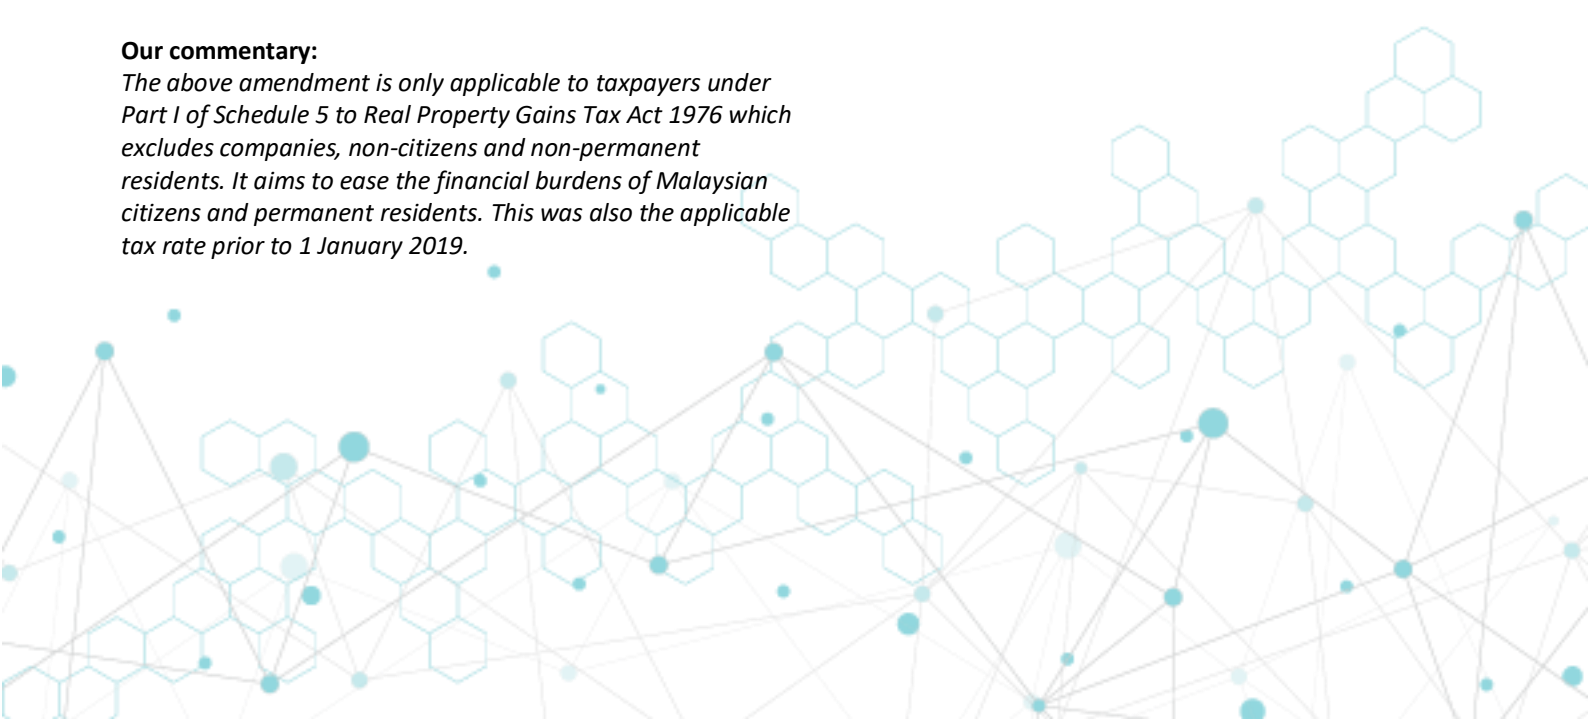 Our commentary:
The above amendment is only applicable to taxpayers under
Part I of Schedule 5 to Real Property Gains Tax Act 1976 which
excludes companies, non-citizens and non-permanent
residents. It aims to ease the financial burdens of Malaysian
citizens and permanent residents. This was also the applicable
tax rate prior to 1 January 2019.